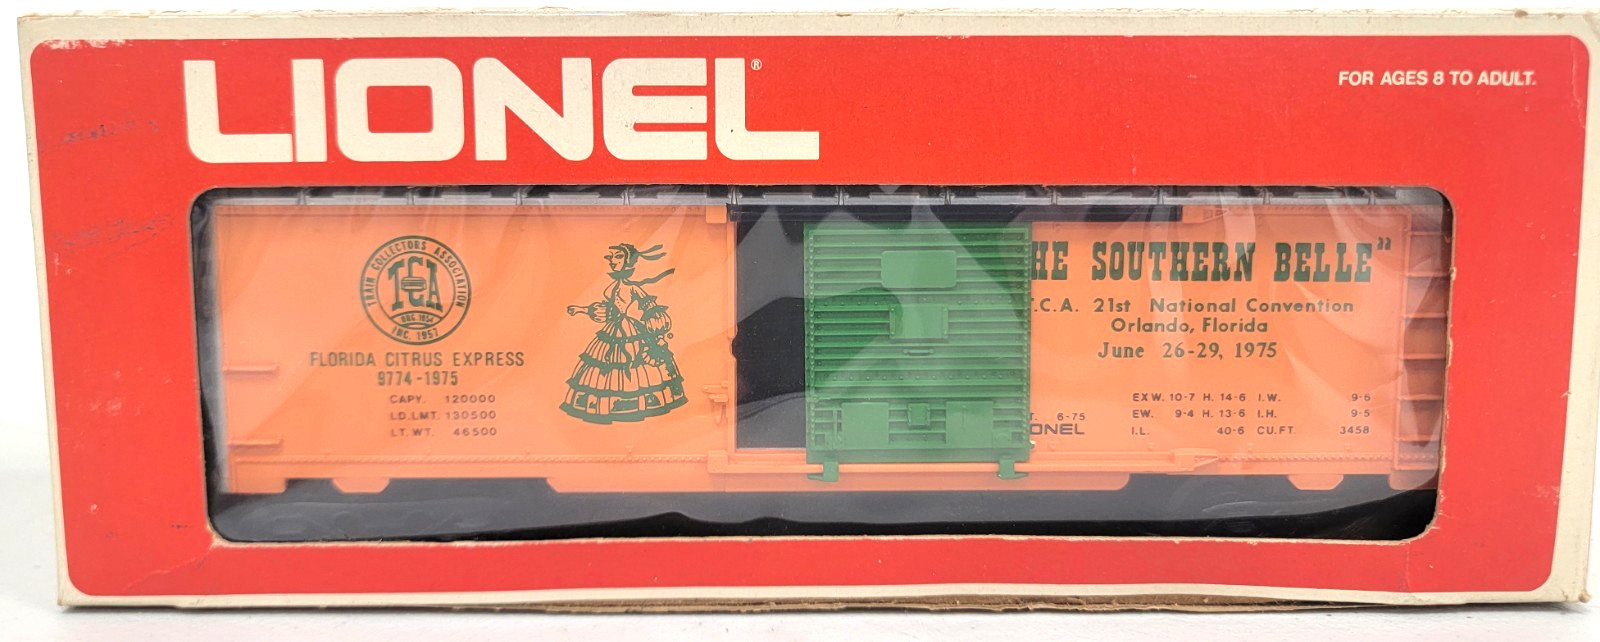 LIONEL®
FOR AGES 8 TO ADULT.
TRAIN COLLECTORS ASSOCIATION
TCA
ORG. 1954
INC. 1957
FLORIDA CITRUS EXPRESS
9774-1975
CAPY. 120000
LD.LMT. 130500
LT. WT. 46500
HE SOUTHERN BELLE”
.C.A. 21st National Convention
Orlando, Florida
June 26-29, 1975
T. 6-75
ONEL
EXW. 10-7 H. 14-6 I.W. 9-6
EW. 9-4 H. 13-6 I.H. 9-5
I.L. 40-6 CU.FT. 3458